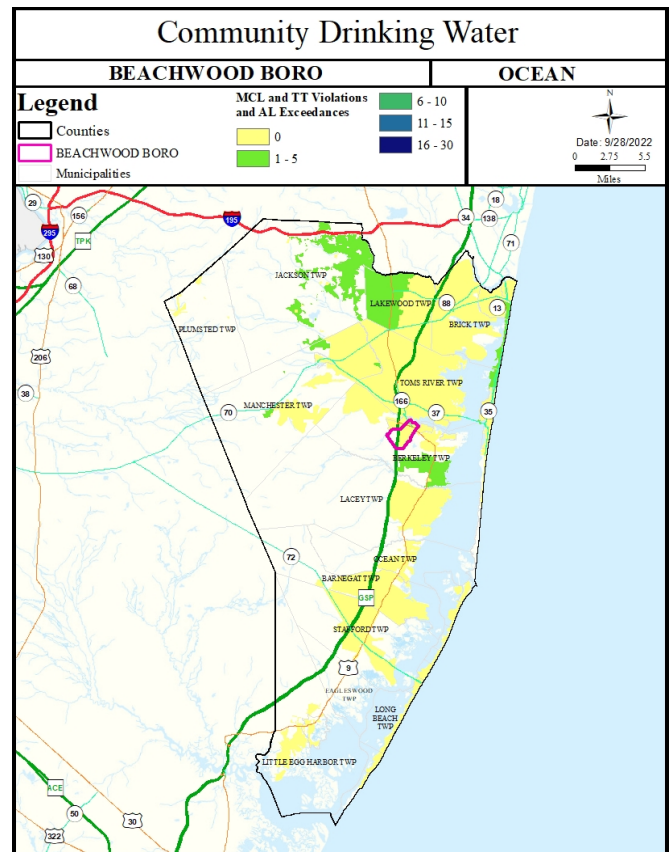 Community Drinking Water
BEACHWOOD BORO
OCEAN
Legend
Counties
BEACHWOOD BORO
Municipalities
MCL and TT Violations
and AL Exceedances
0
1 - 5
6 - 10
11 - 15
16 - 30
N
Date: 9/28/2022
0 2.75 5.5
Miles
29
156
295
TPK
130
68
206
38
195
34
18
138
71
JACKSON TWP
LAKEWOOD TWP
88
13
BRICK TWP
PLUMSTED TWP
TOMS RIVER TWP
MANCHESTER TWP
70
166
37
35
BERKELEY TWP
LACEY TWP
72
OCEAN TWP
BARNEGAT TWP
GSP
STAFFORD TWP
9
EAGLESWOOD
TWP
LONG
BEACH
TWP
LITTLE EGG HARBOR TWP
ACE
50
30
322